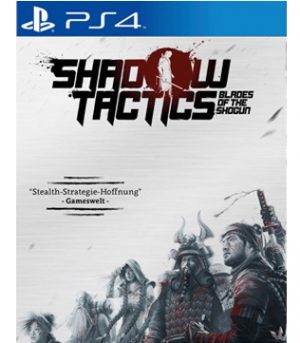 PS4
SHADOW
TACTICS
BLADES
OF THE
SHOGUN
"Stealth-Strategie-Hoffnung"
- Gameswelt -